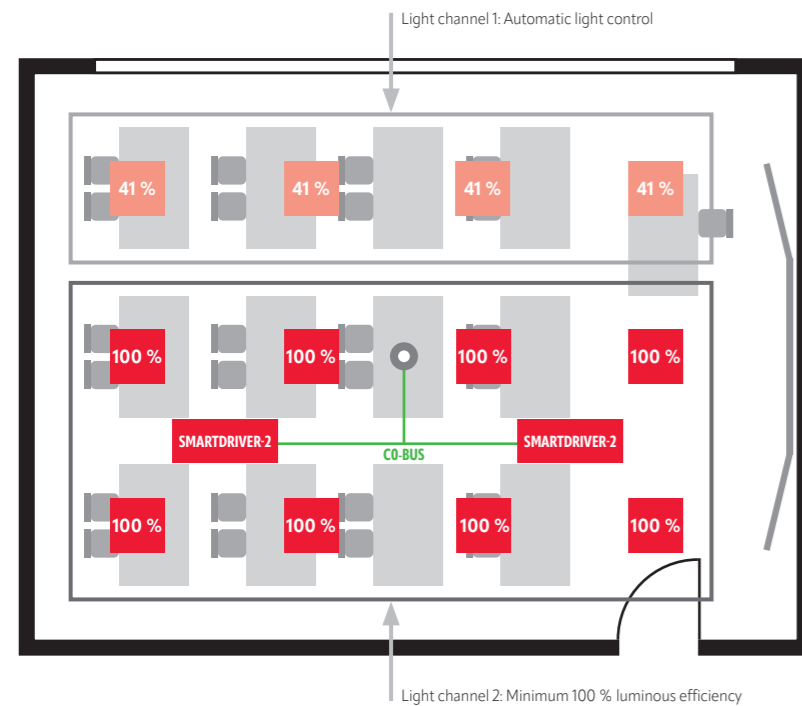 Light channel 1: Automatic light control
41 %
41 %
41 %
41 %
100 %
100 %
100 %
100 %
SMARTDRIVER-2
SMARTDRIVER-2
CO-BUS
100 %
100 %
100 %
100 %
Light channel 2: Minimum 100 % luminous efficiency